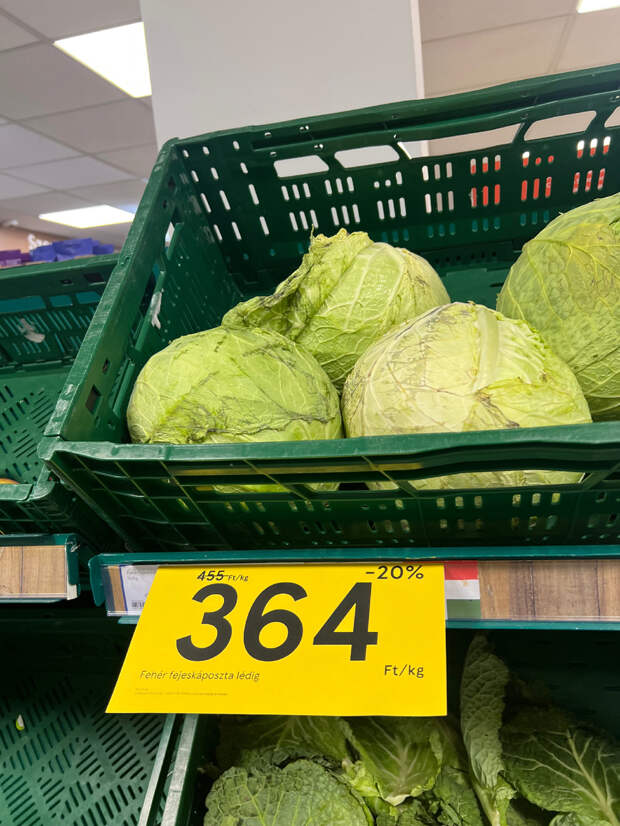 455 Ft/kg
-20%
364
Fehér fejeskáposzta lédig
Ft/kg